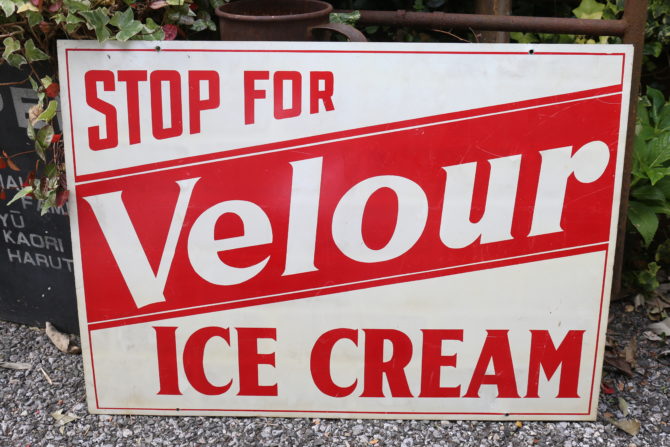 STOP FOR
Velour
ICE CREAM
KAORI
HARUT